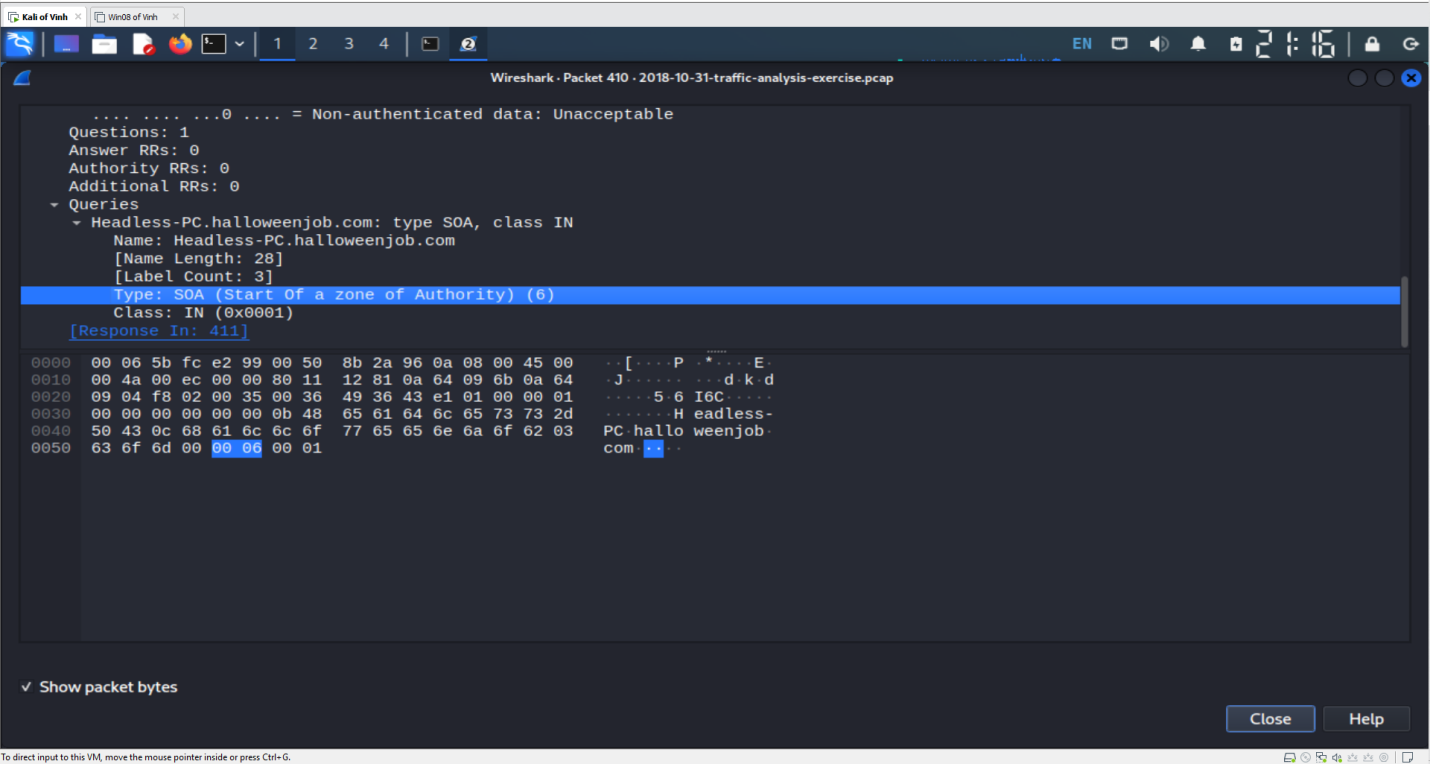 Kali of Vinh × Win08 of Vinh ×
1 2 3 4 2 EN 21:16
Wireshark · Packet 410 · 2018-10-31-traffic-analysis-exercise.pcap
.... .... ...0 .... = Non-authenticated data: Unacceptable
Questions: 1
Answer RRs: 0
Authority RRs: 0
Additional RRs: 0
Queries
Headless-PC.halloweenjob.com: type SOA, class IN
Name: Headless-PC.halloweenjob.com
[Name Length: 28]
[Label Count: 3]
Type: SOA (Start Of a zone of Authority) (6)
Class: IN (0x0001)
[Response In: 411]
0000 00 06 5b fc e2 99 00 50 8b 2a 96 0a 08 00 45 00 ··[····P ·*····E·
0010 00 4a 00 ec 00 00 80 11 12 81 0a 64 09 6b 0a 64 ·J······ ···d·k·d
0020 09 04 f8 02 00 35 00 36 49 36 43 e1 01 00 00 01 ·····5·6 I6C·····
0030 00 00 00 00 00 00 0b 48 65 61 64 6c 65 73 73 2d ·······H eadless-
0040 50 43 0c 68 61 6c 6c 6f 77 65 65 6e 6a 6f 62 03 PC·hallo weenjob·
0050 63 6f 6d 00 00 06 00 01 com·····
Show packet bytes
Close Help
To direct input to this VM, move the mouse pointer inside or press Ctrl+G.